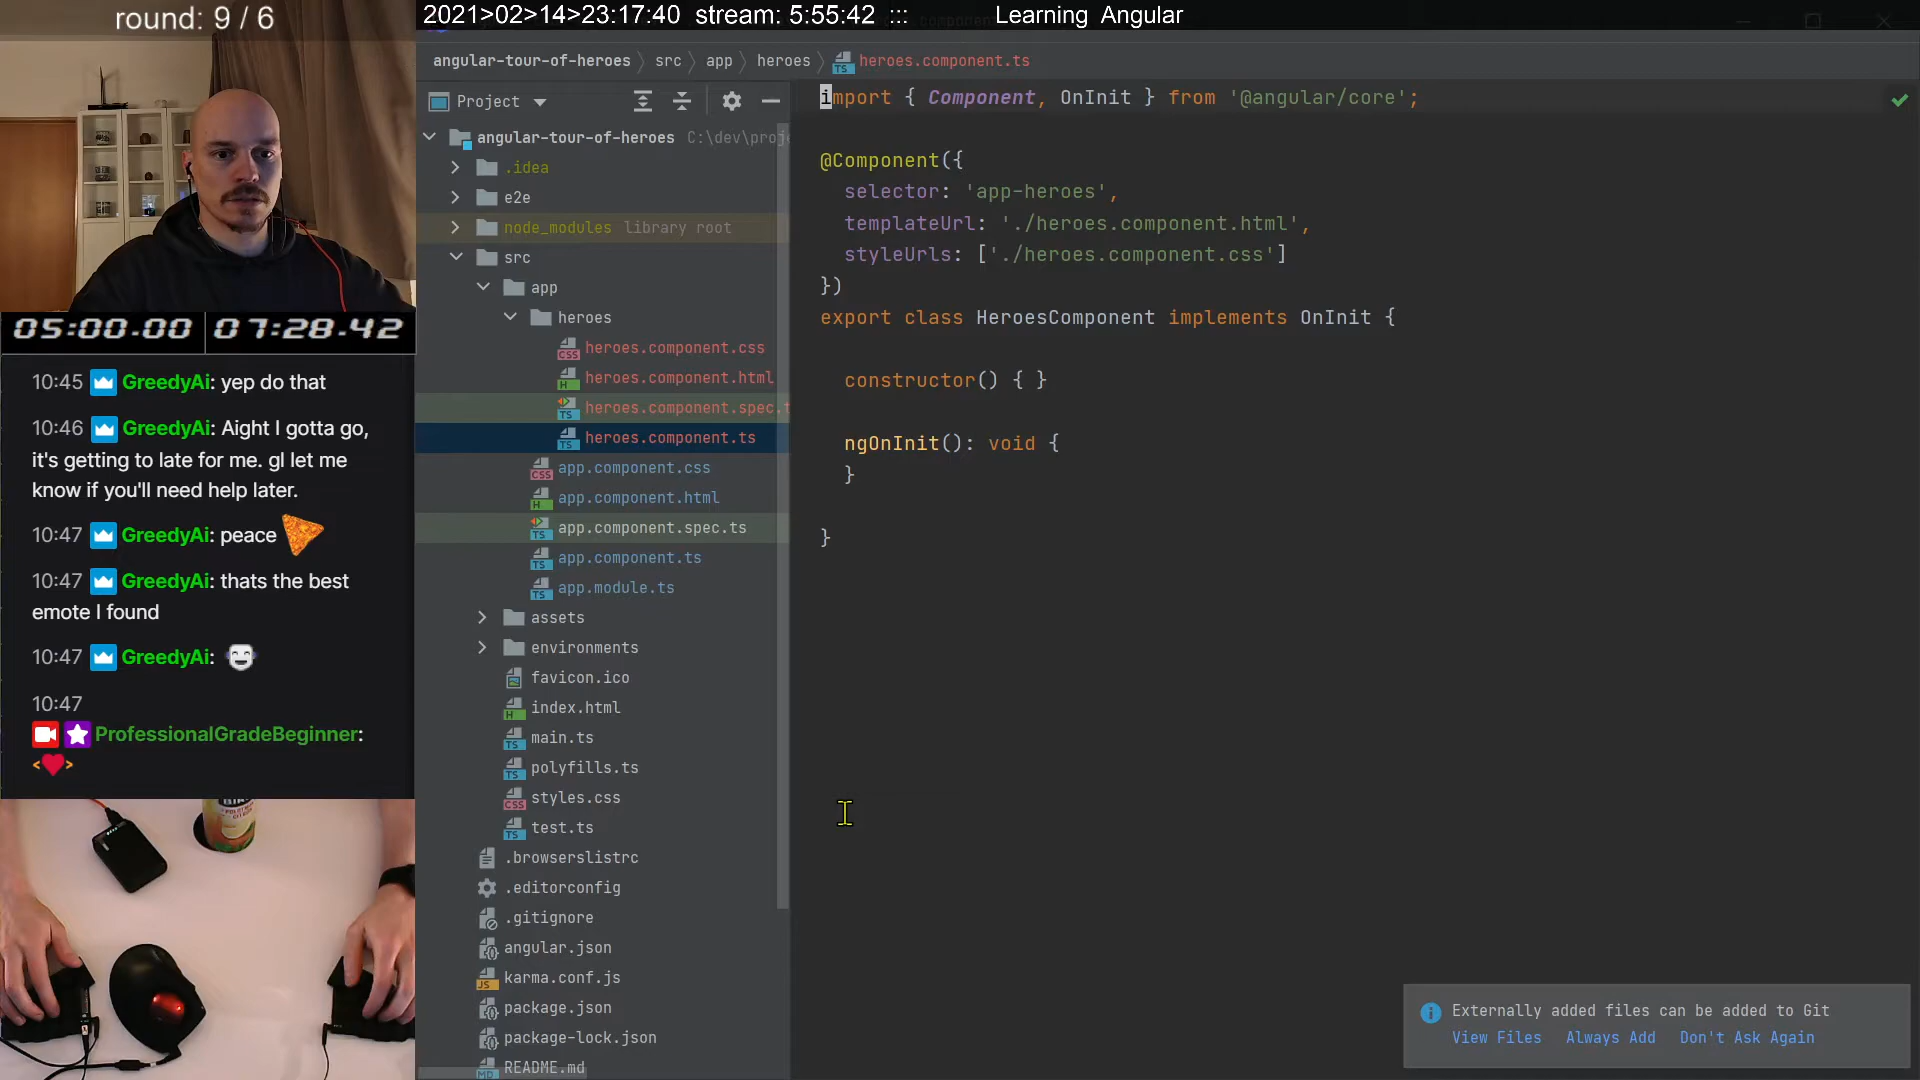 round: 9 / 6
2021>02>14>23:17:40 stream: 5:55:42 ::: Learning Angular
angular-tour-of-heroes src app heroes heroes.component.ts
Project
angular-tour-of-heroes C:\dev\proj
.idea
e2e
node_modules library root
src
app
heroes
heroes.component.css
heroes.component.html
heroes.component.spec.t
heroes.component.ts
app.component.css
app.component.html
app.component.spec.ts
app.component.ts
app.module.ts
assets
environments
favicon.ico
index.html
main.ts
polyfills.ts
styles.css
test.ts
.browserslistrc
.editorconfig
.gitignore
angular.json
karma.conf.js
package.json
package-lock.json
README.md
import { Component, OnInit } from '@angular/core';
@Component({
selector: 'app-heroes',
templateUrl: './heroes.component.html',
styleUrls: ['./heroes.component.css']
})
export class HeroesComponent implements OnInit {
constructor() { }
ngOnInit(): void {
}
}
05:00.00 07:28.42
10:45 GreedyAi: yep do that
10:46 GreedyAi: Aight I gotta go,
it's getting to late for me. gl let me
know if you'll need help later.
10:47 GreedyAi: peace
10:47 GreedyAi: thats the best
emote I found
10:47 GreedyAi:
10:47
ProfessionalGradeBeginner:
Externally added files can be added to Git
View Files Always Add Don't Ask Again